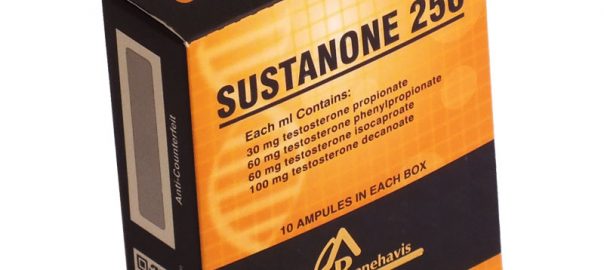 SUSTANONE 250
Each ml Contains:
30 mg testosterone propionate
60 mg testosterone phenylpropionate
60 mg testosterone isocaproate
100 mg testosterone decanoate
10 AMPULES IN EACH BOX
Anti-Counterfeit